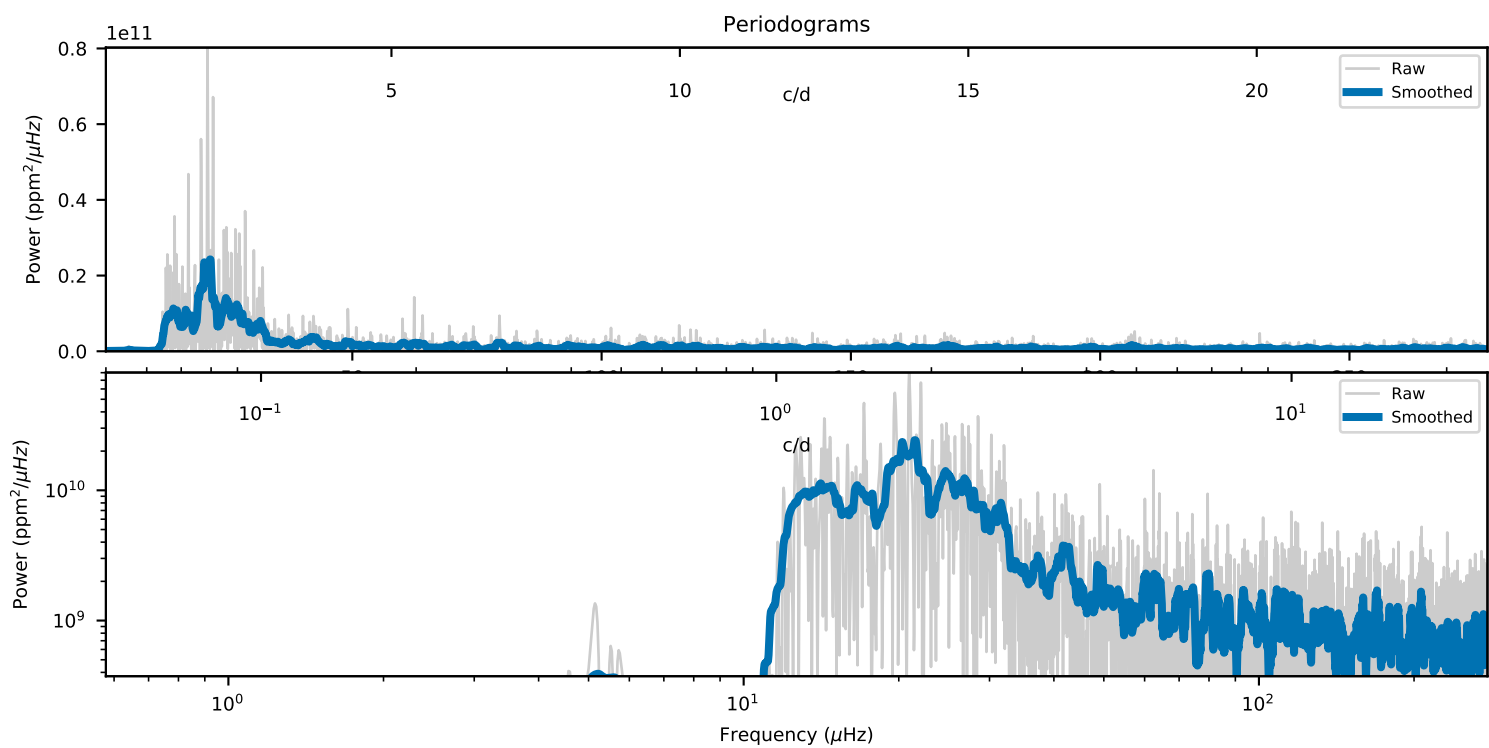 Periodograms
1e11
0.8
0.6
0.4
0.2
0.0
Power (ppm²/μHz)
5
10
15
20
c/d
Raw
Smoothed
10⁻¹
10⁰
10¹
c/d
Raw
Smoothed
10¹⁰
10⁹
Power (ppm²/μHz)
10⁰
10¹
10²
Frequency (μHz)